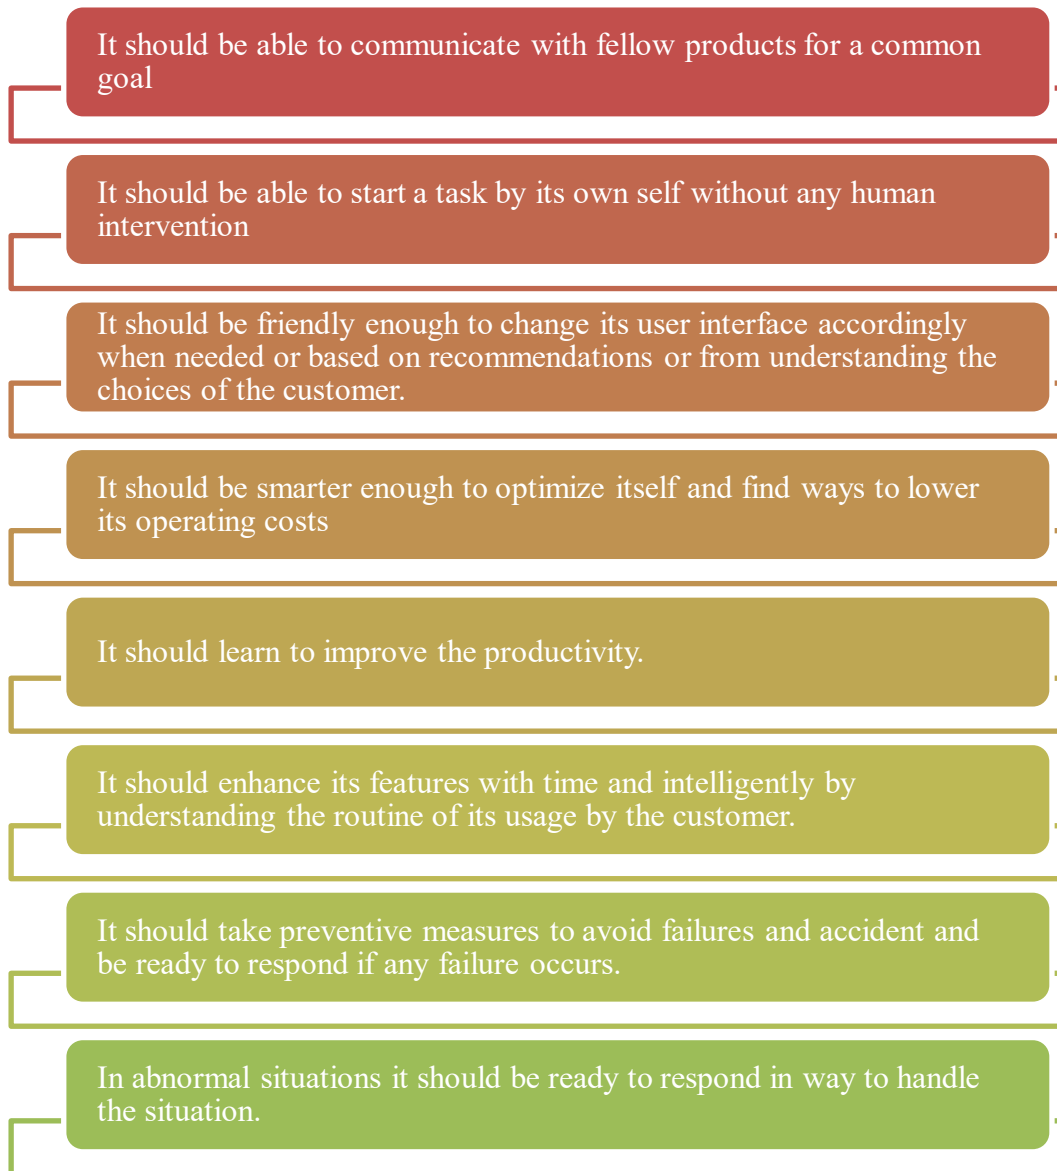 It should be able to communicate with fellow products for a common
goal
It should be able to start a task by its own self without any human
intervention
It should be friendly enough to change its user interface accordingly
when needed or based on recommendations or from understanding the
choices of the customer.
It should be smarter enough to optimize itself and find ways to lower
its operating costs
It should learn to improve the productivity.
It should enhance its features with time and intelligently by
understanding the routine of its usage by the customer.
It should take preventive measures to avoid failures and accident and
be ready to respond if any failure occurs.
In abnormal situations it should be ready to respond in way to handle
the situation.